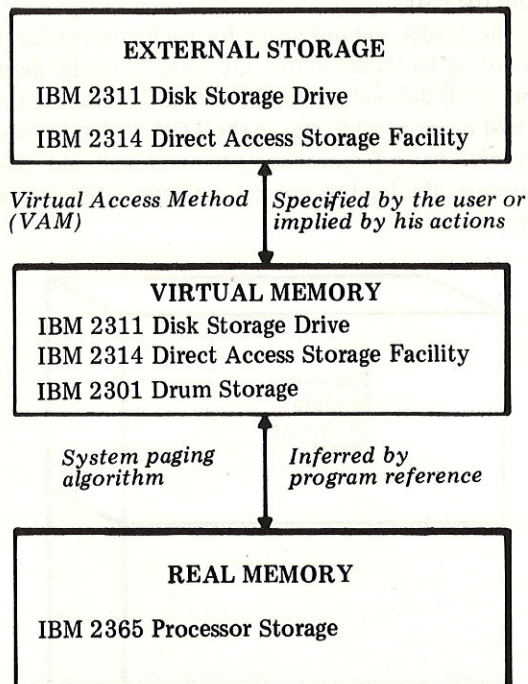 EXTERNAL STORAGE
IBM 2311 Disk Storage Drive
IBM 2314 Direct Access Storage Facility
Virtual Access Method
(VAM)
Specified by the user or
implied by his actions
VIRTUAL MEMORY
IBM 2311 Disk Storage Drive
IBM 2314 Direct Access Storage Facility
IBM 2301 Drum Storage
System paging
algorithm
Inferred by
program reference
REAL MEMORY
IBM 2365 Processor Storage